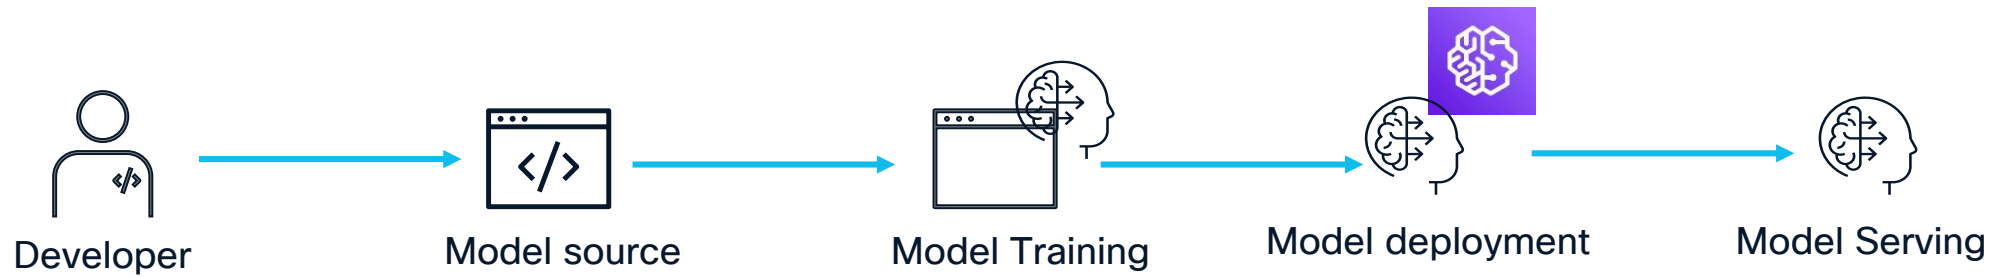 Developer
Model source
Model Training
Model deployment
Model Serving